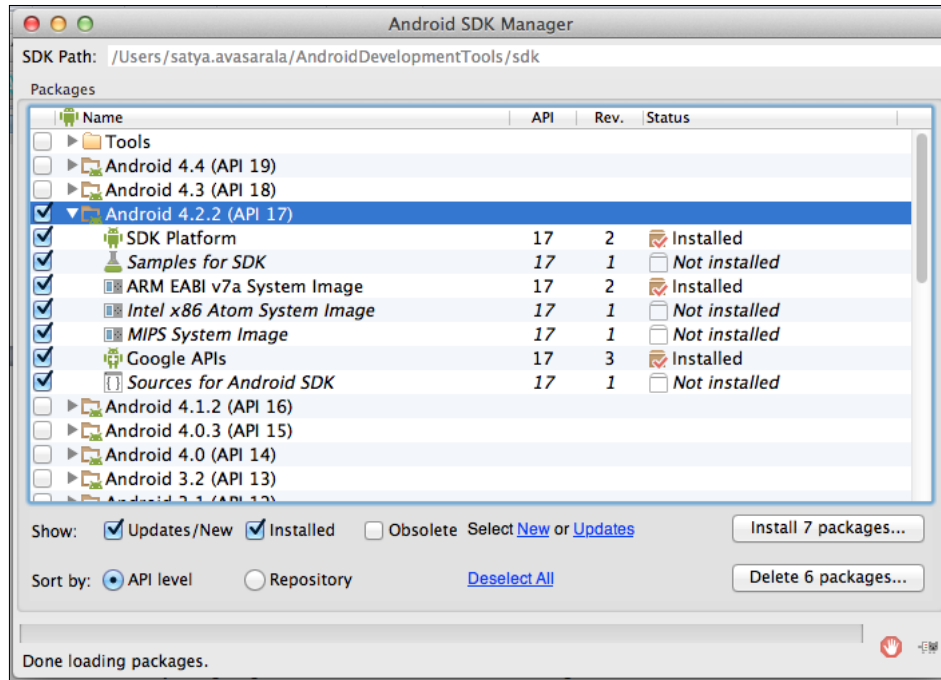 Android SDK Manager
SDK Path: /Users/satya.avasarala/AndroidDevelopmentTools/sdk
Packages
Name API Rev. Status
Tools
Android 4.4 (API 19)
Android 4.3 (API 18)
Android 4.2.2 (API 17)
SDK Platform 17 2 Installed
Samples for SDK 17 1 Not installed
ARM EABI v7a System Image 17 2 Installed
Intel x86 Atom System Image 17 1 Not installed
MIPS System Image 17 1 Not installed
Google APIs 17 3 Installed
Sources for Android SDK 17 1 Not installed
Android 4.1.2 (API 16)
Android 4.0.3 (API 15)
Android 4.0 (API 14)
Android 3.2 (API 13)
Android 3.1 (API 12)
Show: Updates/New Installed Obsolete Select New or Updates Install 7 packages...
Sort by: API level Repository Deselect All Delete 6 packages...
Done loading packages.